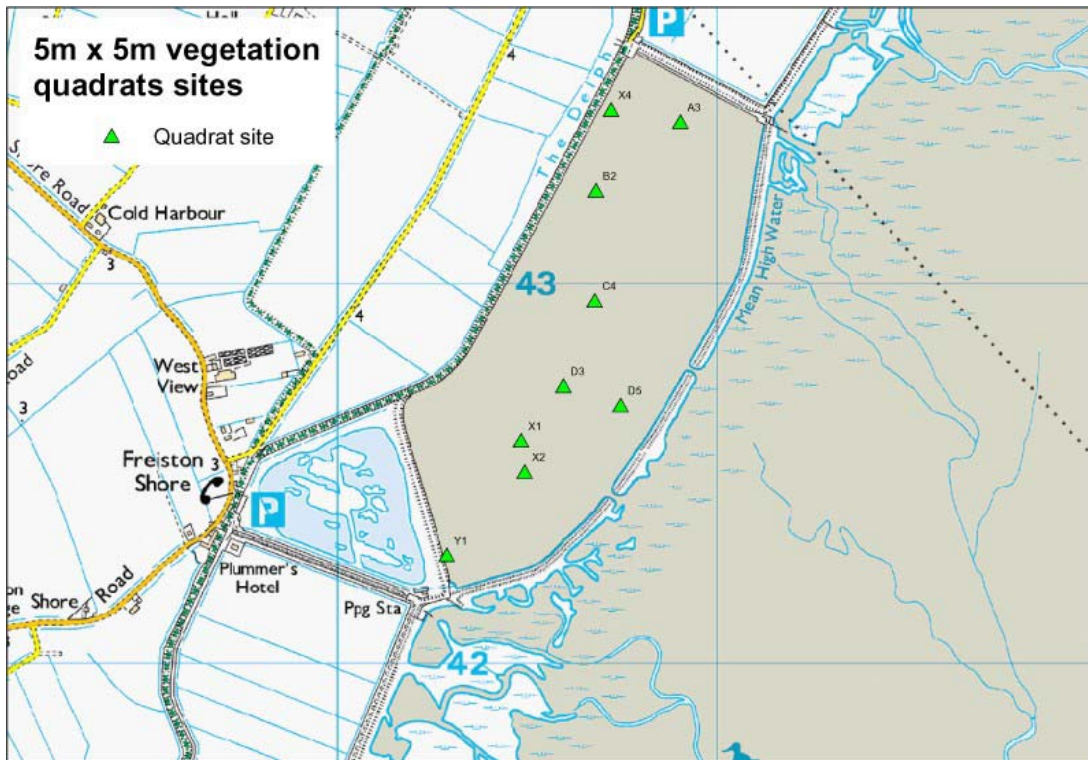 5m x 5m vegetation
quadrats sites
Quadrat site
Hall
P
4
The Delph
X4
A3
B2
Road
Cold Harbour
3
Mean High Water
43
C4
4
West
View
D3
Road
3
D5
X1
3
Freiston
Shore
X2
P
Y1
Plummer's
Hotel
Road
Shore
Ppg Sta
42